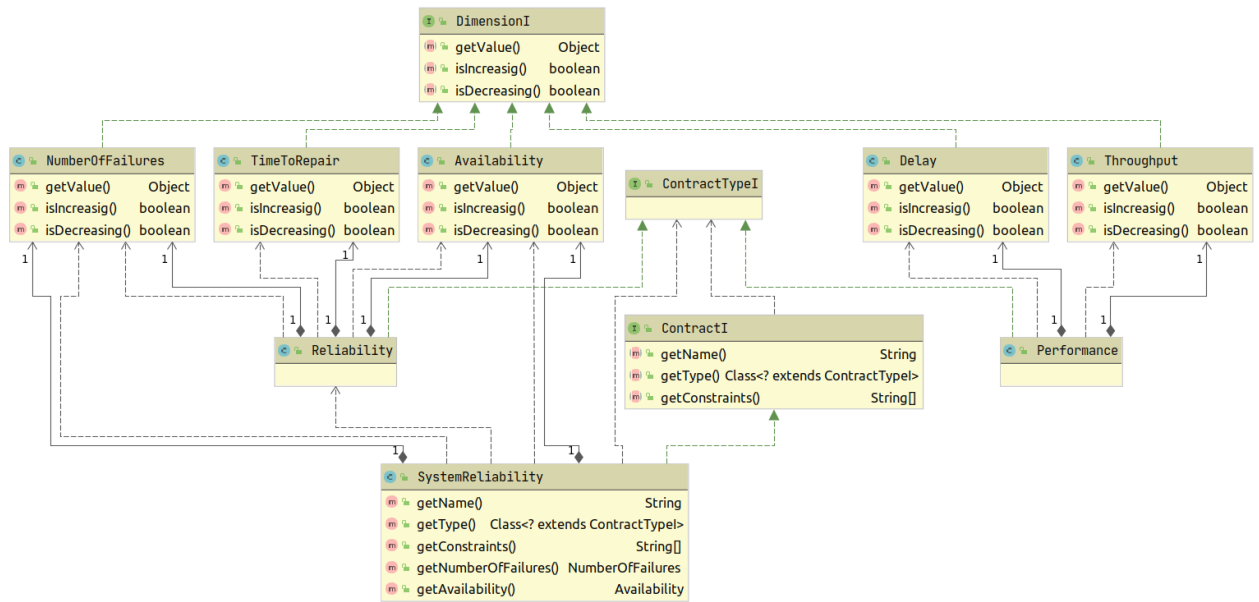 DimensionI
getValue() Object
isIncreasig() boolean
isDecreasing() boolean
NumberOfFailures
getValue() Object
isIncreasig() boolean
isDecreasing() boolean
TimeToRepair
getValue() Object
isIncreasig() boolean
isDecreasing() boolean
Availability
getValue() Object
isIncreasig() boolean
isDecreasing() boolean
ContractTypeI
Delay
getValue() Object
isIncreasig() boolean
isDecreasing() boolean
Throughput
getValue() Object
isIncreasig() boolean
isDecreasing() boolean
1 1 1 1 1 1 1
1 1 1 1 1
Reliability
ContractI
getName() String
getType() Class<? extends ContractTypeI>
getConstraints() String[]
Performance
1 1
SystemReliability
getName() String
getType() Class<? extends ContractTypeI>
getConstraints() String[]
getNumberOfFailures() NumberOfFailures
getAvailability() Availability